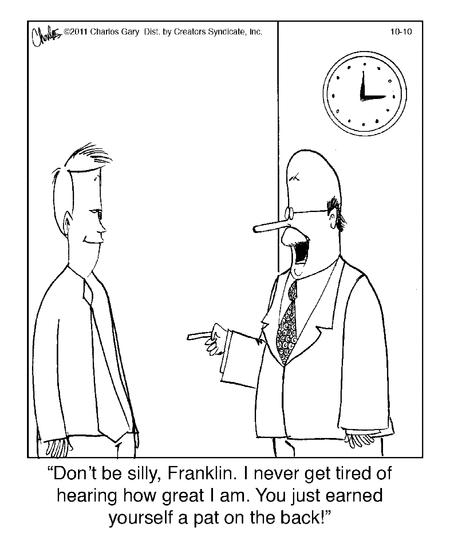 Charlos ©2011 Charlos Gary Dist. by Creators Syndicate, Inc. 10-10
"Don't be silly, Franklin. I never get tired of
hearing how great I am. You just earned
yourself a pat on the back!"